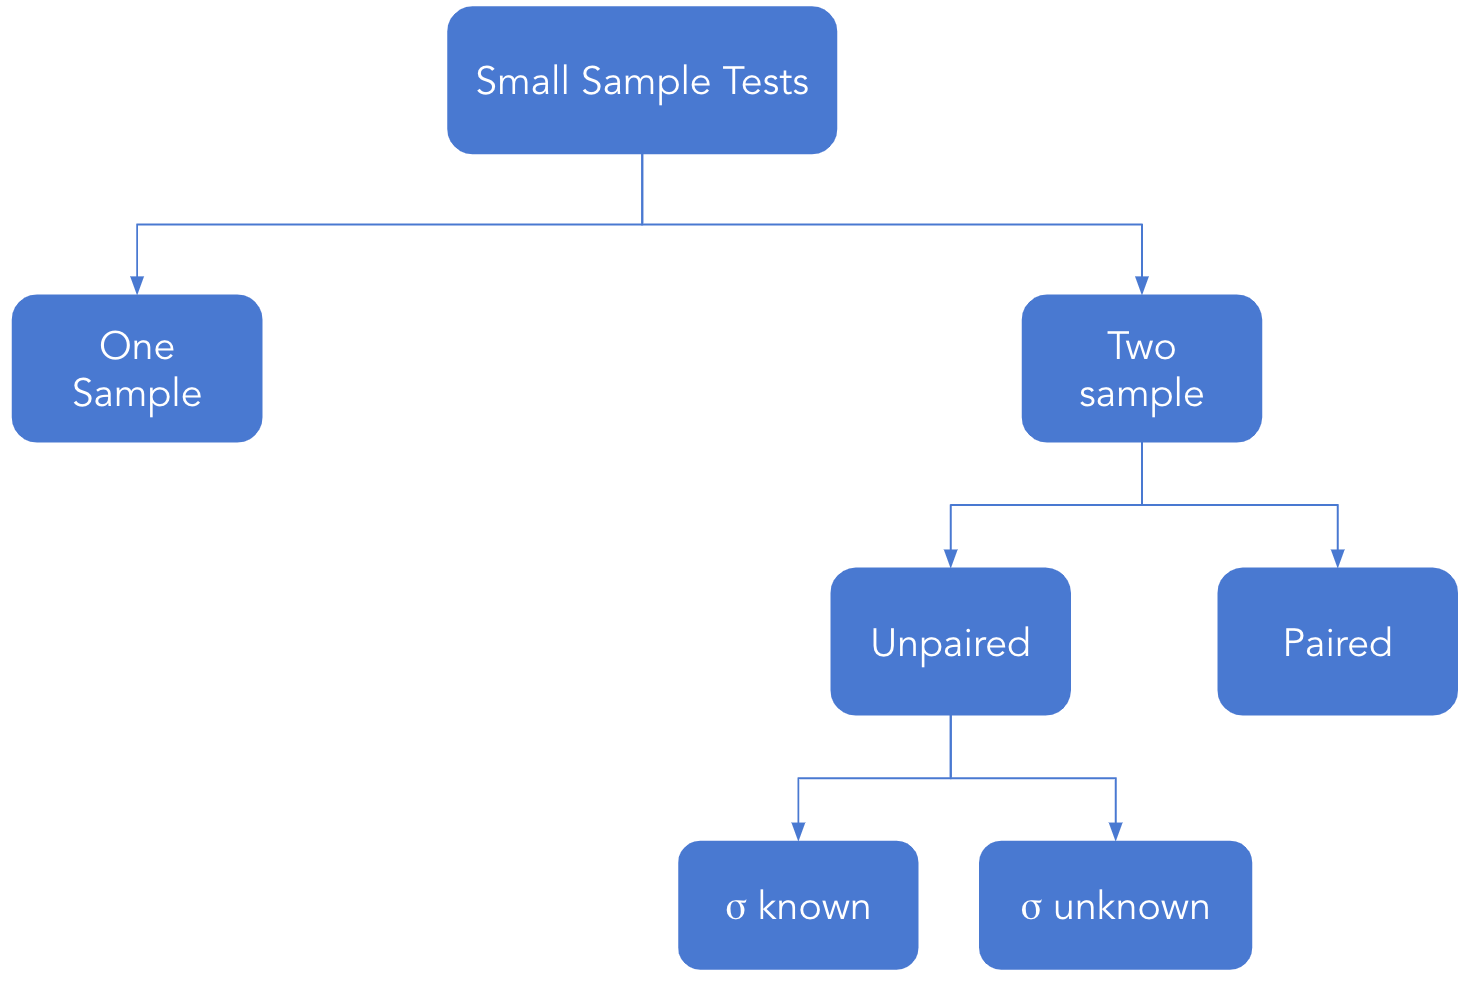 Small Sample Tests
One
Sample
Two
sample
Unpaired
Paired
σ known
σ unknown